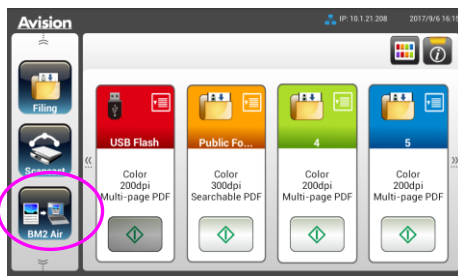 Avision
IP: 10.1.21.208
2017/9/6 16:15
Filing
Scancast
BM2 Air
USB Flash
Color
200dpi
Multi-page PDF
Public Fo...
Color
300dpi
Searchable PDF
4
Color
200dpi
Multi-page PDF
5
Color
200dpi
Multi-page PDF